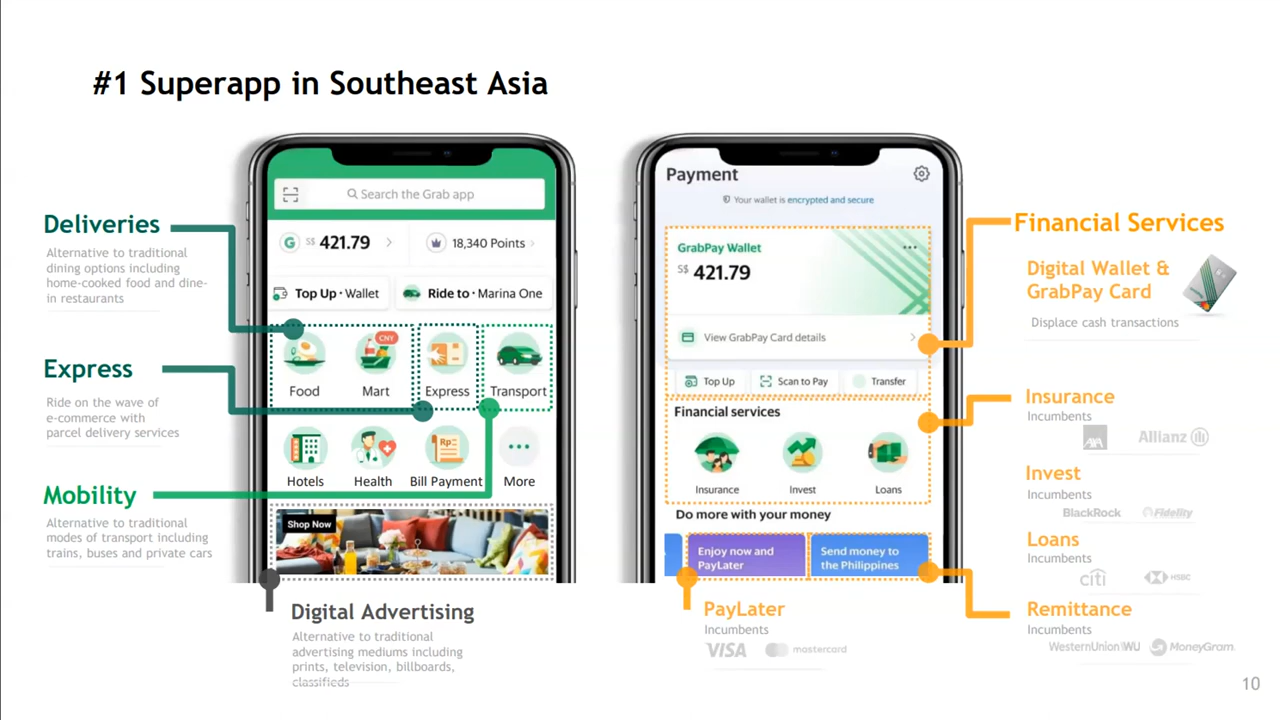 #1 Superapp in Southeast Asia
Deliveries
Alternative to traditional
dining options including
home-cooked food and dine-
in restaurants
Express
Ride on the wave of
e-commerce with
parcel delivery services
Mobility
Alternative to traditional
modes of transport including
trains, buses and private cars
Search the Grab app
G S$ 421.79
18,340 Points
Top Up · Wallet
Ride to · Marina One
CNY
Food Mart Express Transport
Rp
Hotels Health Bill Payment More
Shop Now
Digital Advertising
Alternative to traditional
advertising mediums including
prints, television, billboards,
classifieds
Payment
Your wallet is encrypted and secure
GrabPay Wallet
S$ 421.79
View GrabPay Card details
Top Up Scan to Pay Transfer
Financial services
Insurance Invest Loans
Do more with your money
Enjoy now and
PayLater
Send money to
the Philippines
PayLater
Incumbents
VISA mastercard
Financial Services
Digital Wallet &
GrabPay Card
Displace cash transactions
Insurance
Incumbents
AXA Allianz
Invest
Incumbents
BlackRock Fidelity
Loans
Incumbents
citi HSBC
Remittance
Incumbents
WesternUnion WU MoneyGram
10